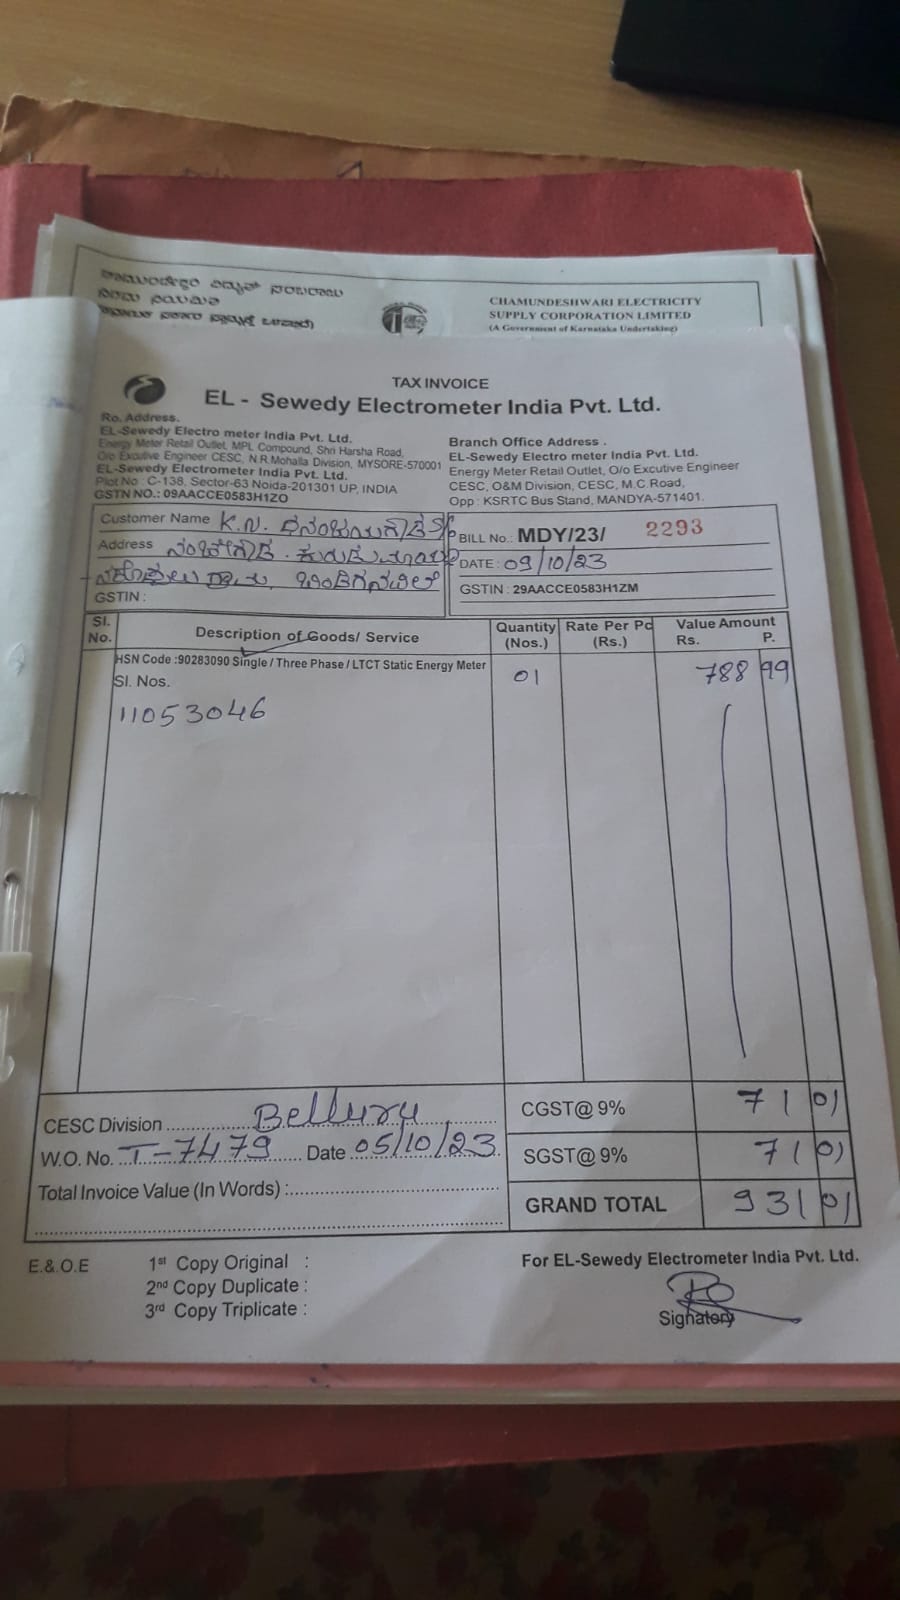 CHAMUNDESHWARI ELECTRICITY
SUPPLY CORPORATION LIMITED
(A Government of Karnataka Undertaking)
TAX INVOICE
EL - Sewedy Electrometer India Pvt. Ltd.
Ro. Address.
EL-Sewedy Electro meter India Pvt. Ltd.
Energy Meter Retail Outlet, MPL Compound, Shri Harsha Road,
O/o Excutive Engineer CESC, N.R.Mohalla Division, MYSORE-570001
EL-Sewedy Electrometer India Pvt. Ltd.
Plot No : C-138, Sector-63 Noida-201301 UP, INDIA
GSTN NO.: 09AACCE0583H1ZO
Branch Office Address .
EL-Sewedy Electro meter India Pvt. Ltd.
Energy Meter Retail Outlet, O/o Excutive Engineer
CESC, O&M Division, CESC, M.C.Road,
Opp : KSRTC Bus Stand, MANDYA-571401.
Customer Name K.N. S/o
Address
GSTIN :
BILL No.: MDY/23/ 2293
DATE : 09/10/23
GSTIN : 29AACCE0583H1ZM
Sl. No. Description of Goods/ Service Quantity (Nos.) Rate Per Pc (Rs.) Value Amount Rs. P.
HSN Code :90283090 Single / Three Phase / LTCT Static Energy Meter 01 788 99
Sl. Nos.
11053046
CESC Division Belluru
W.O. No. T-7479 Date 05/10/23
Total Invoice Value (In Words) :
CGST@ 9% 71 01
SGST@ 9% 71 01
GRAND TOTAL 931 01
E.& .O.E
1st Copy Original :
2nd Copy Duplicate :
3rd Copy Triplicate :
For EL-Sewedy Electrometer India Pvt. Ltd.
Signatory